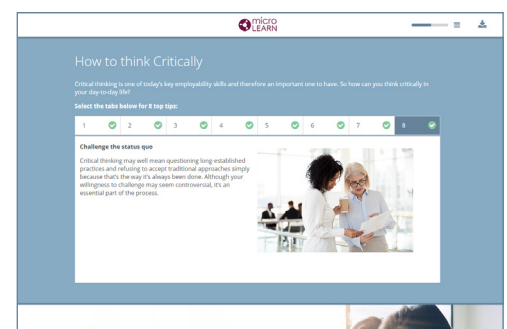 micro
LEARN
How to think Critically
Critical thinking is one of today's key employability skills and therefore an important one to have. So how can you think critically in
your day-to-day life?
Select the tabs below for 8 top tips:
1 2 3 4 5 6 7 8
Challenge the status quo
Critical thinking may well mean questioning long-established
practices and refusing to accept traditional approaches simply
because that's the way it's always been done. Although your
willingness to challenge may seem controversial, it's an
essential part of the process.